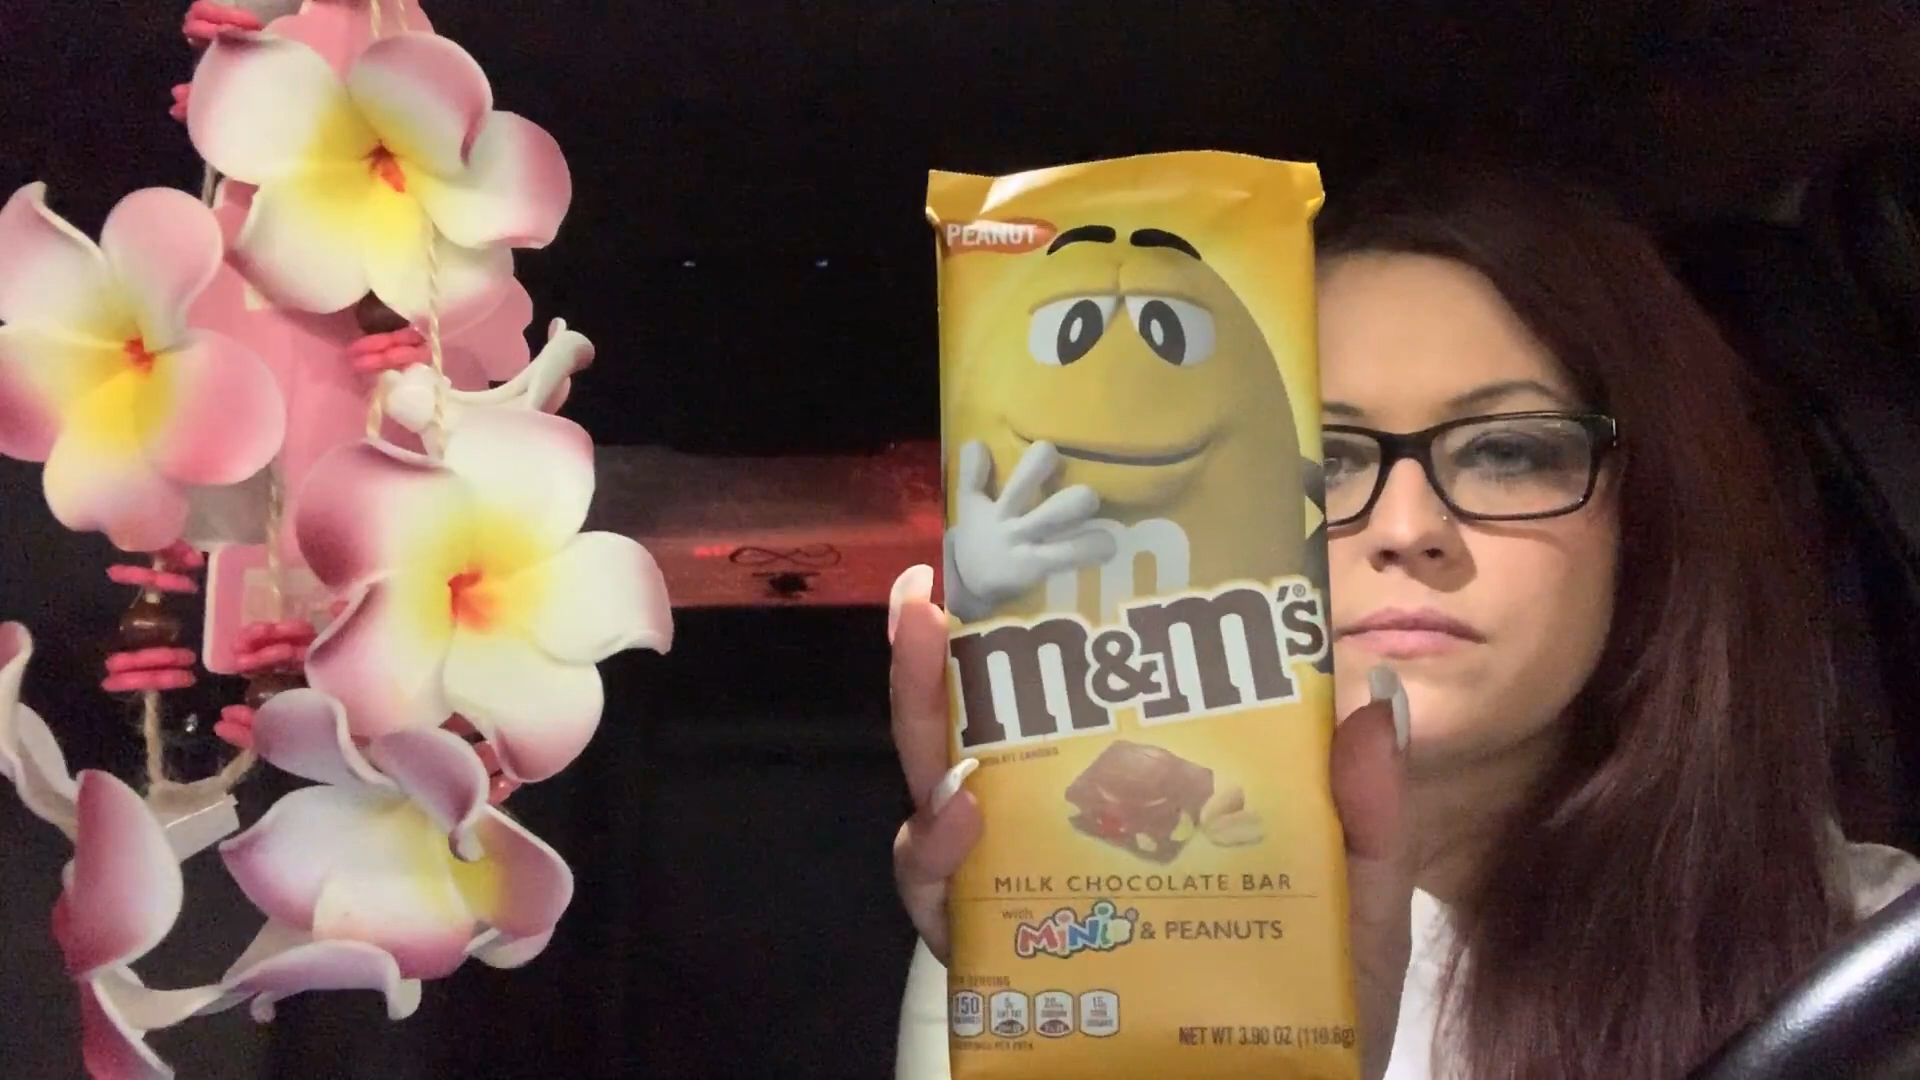 PEANUT
m
m&m's®
MILK CHOCOLATE BAR
with MINIS® & PEANUTS
150
NET WT 3.90 OZ (110.6g)